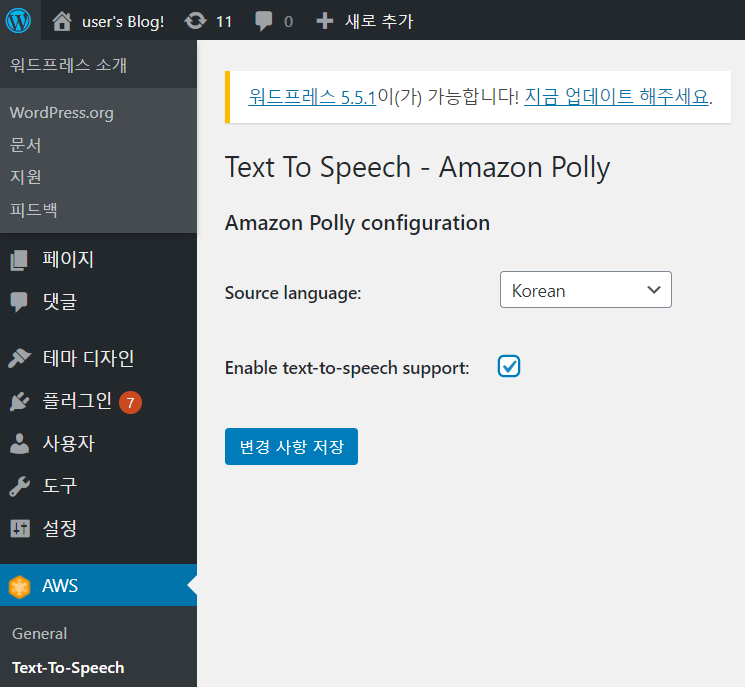 user's Blog! 11 0 새로 추가
워드프레스 소개
WordPress.org
문서
지원
피드백
페이지
댓글
테마 디자인
플러그인 7
사용자
도구
설정
AWS
General
Text-To-Speech
워드프레스 5.5.1이(가) 가능합니다! 지금 업데이트 해주세요.
Text To Speech - Amazon Polly
Amazon Polly configuration
Source language: Korean
Enable text-to-speech support:
변경 사항 저장